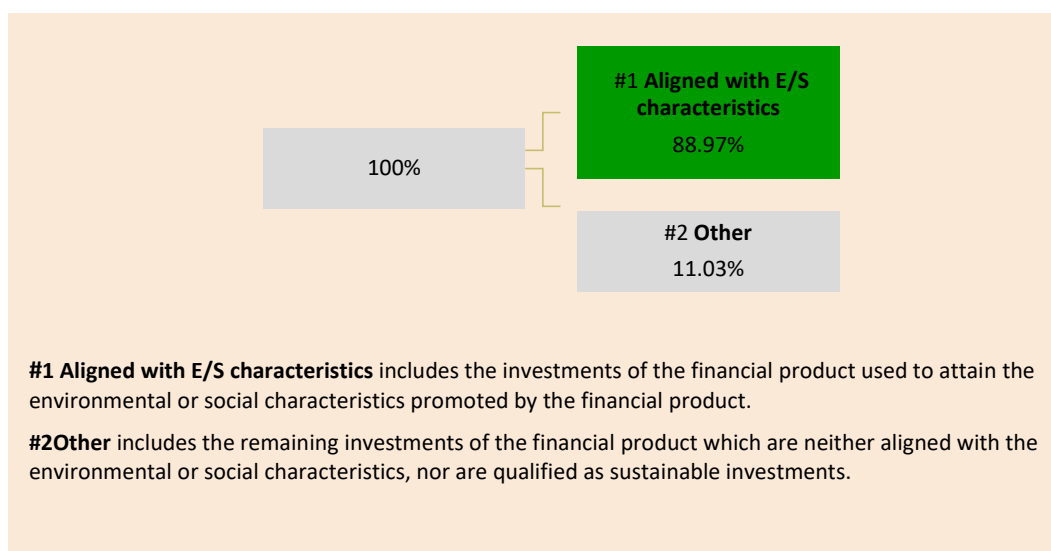 #1 Aligned with E/S
characteristics
88.97%
100%
#2 Other
11.03%
#1 Aligned with E/S characteristics includes the investments of the financial product used to attain the
environmental or social characteristics promoted by the financial product.
#2Other includes the remaining investments of the financial product which are neither aligned with the
environmental or social characteristics, nor are qualified as sustainable investments.